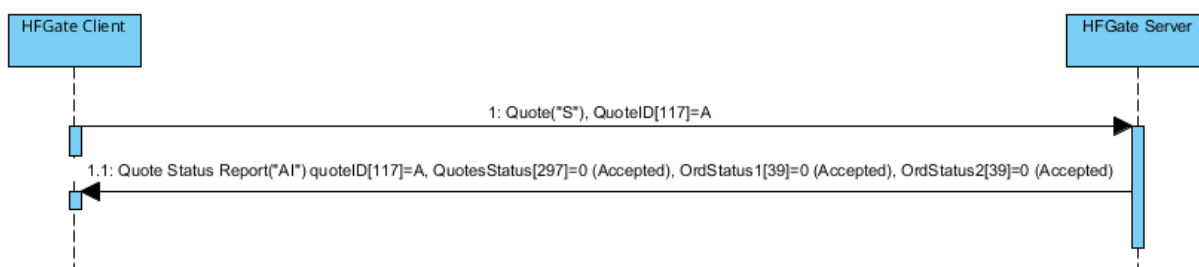 HFGate Client
HFGate Server
1: Quote("S"), QuoteID[117]=A
1.1: Quote Status Report("AI") quoteID[117]=A, QuotesStatus[297]=0 (Accepted), OrdStatus1[39]=0 (Accepted), OrdStatus2[39]=0 (Accepted)